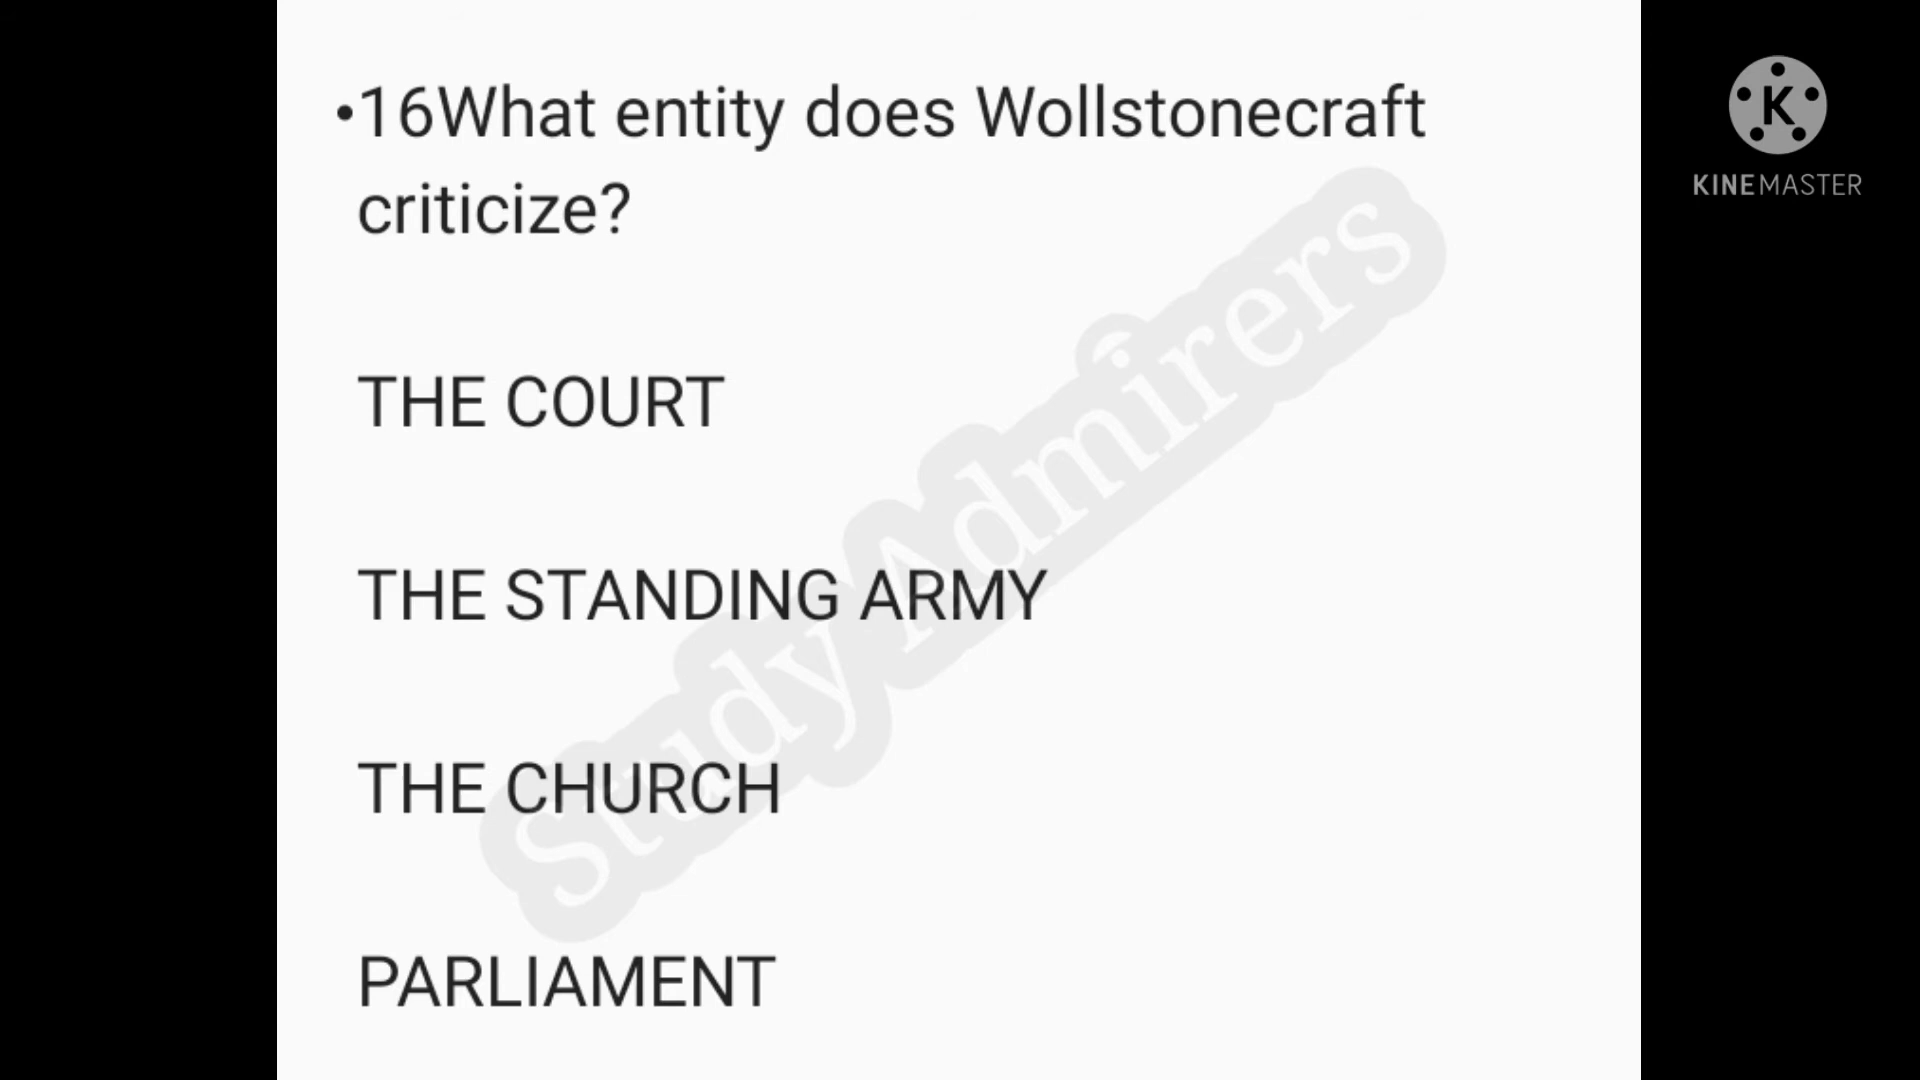 •16What entity does Wollstonecraft
criticize?
THE COURT
THE STANDING ARMY
THE CHURCH
PARLIAMENT
Study Admirers
K
KINEMASTER